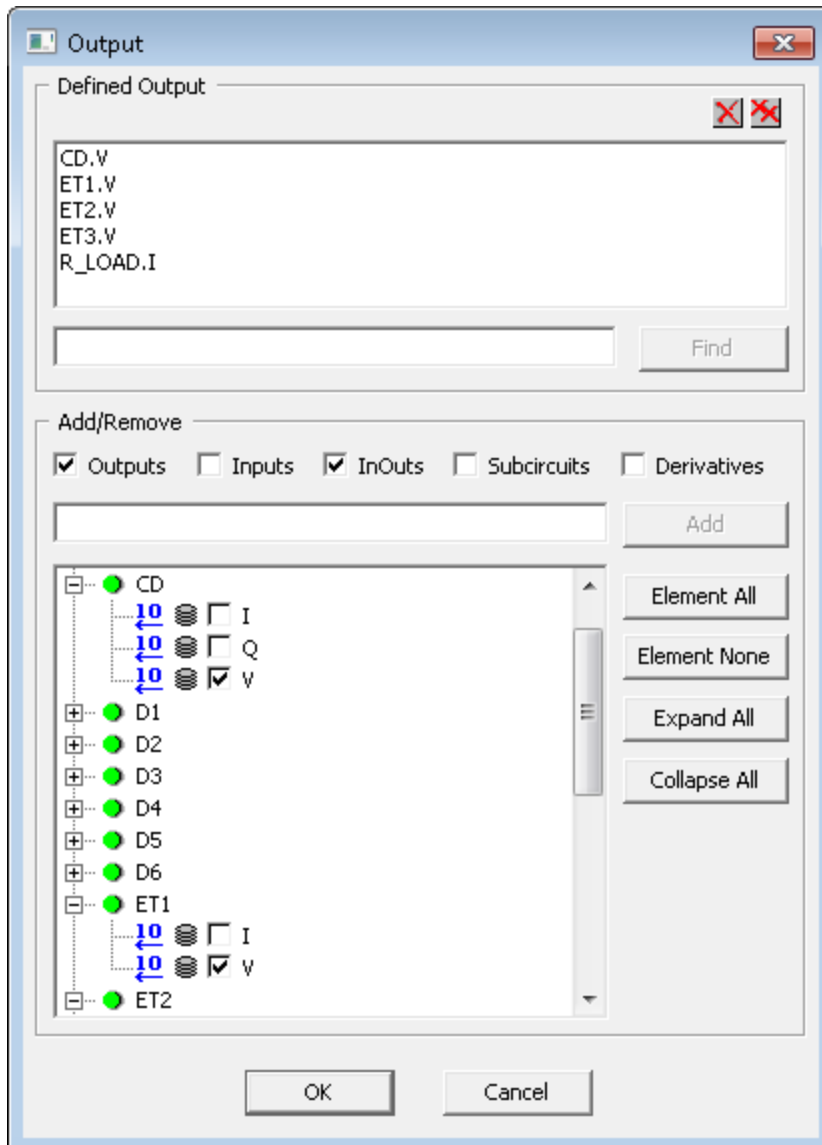 Output
Defined Output
CD.V
ET1.V
ET2.V
ET3.V
R_LOAD.I
Find
Add/Remove
Outputs Inputs InOuts Subcircuits Derivatives
Add
CD
10 I
10 Q
10 V
D1
D2
D3
D4
D5
D6
ET1
10 I
10 V
ET2
Element All
Element None
Expand All
Collapse All
OK Cancel